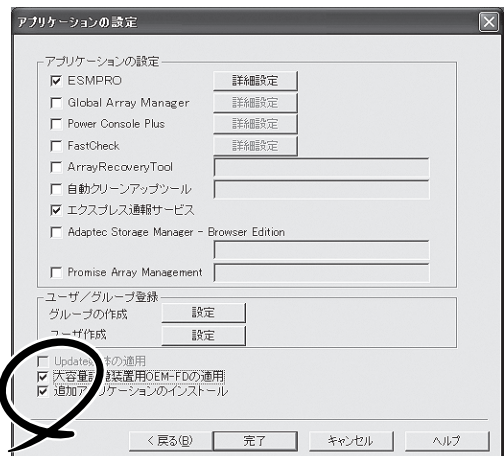 アプリケーションの設定
アプリケーションの設定
ESMPRO 詳細設定
Global Array Manager 詳細設定
Power Console Plus 詳細設定
FastCheck 詳細設定
ArrayRecoveryTool
自動クリーンアップツール
エクスプレス通報サービス
Adaptec Storage Manager - Browser Edition
Promise Array Management
ユーザ/グループ登録
グループの作成 設定
ユーザ作成 設定
Update 本の適用
大容量記憶装置用OEM-FDの適用
追加アプリケーションのインストール
< 戻る(B) 完了 キャンセル ヘルプ